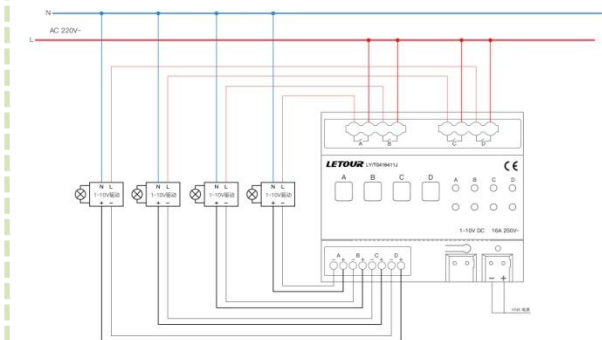 N
AC 220V~
L
A B C D
LETOUR
CE
A B C D
A B C D
N L
1-10V驱动
+ −
N L
1-10V驱动
+ −
N L
1-10V驱动
+ −
N L
1-10V驱动
+ −
1-10V DC 16A 250V~
A B C D
− + − + − + − +
− +